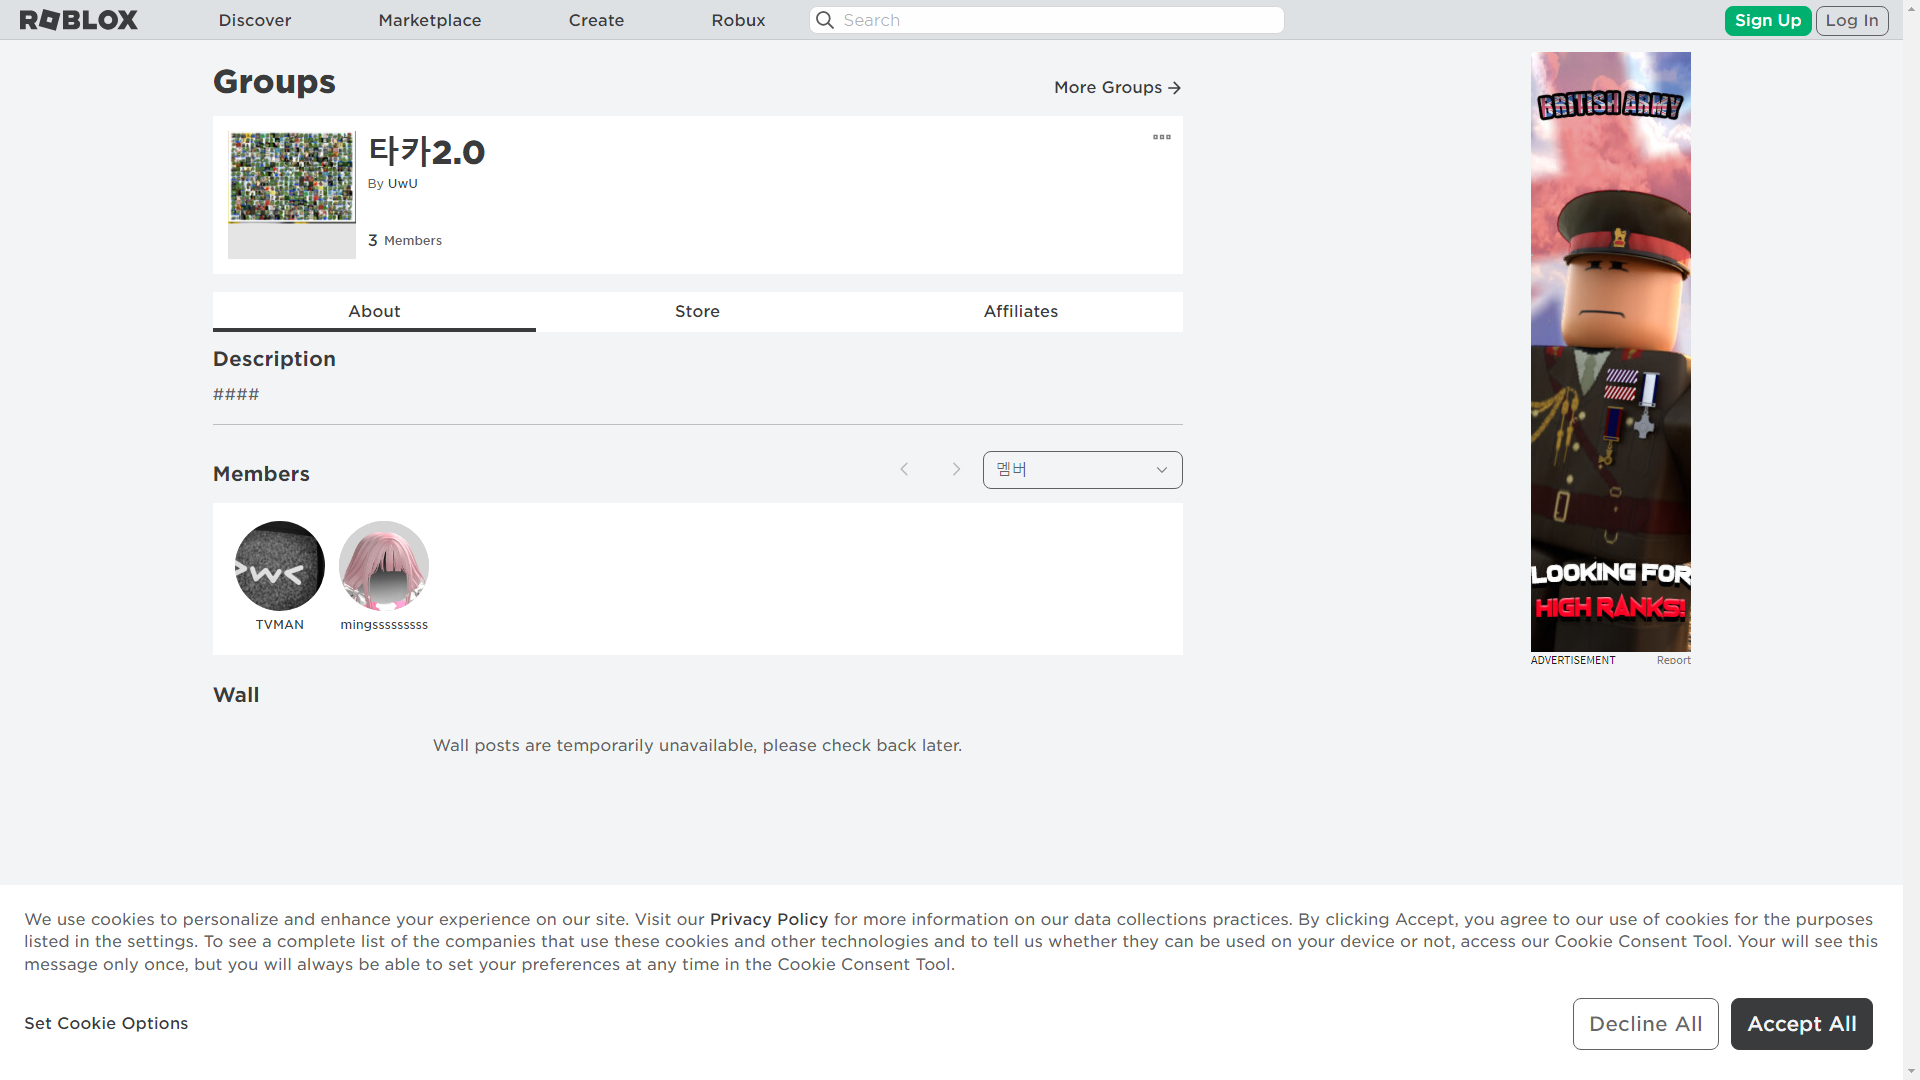 ROBLOX
Discover
Marketplace
Create
Robux
Search
Sign Up
Log In
Groups
More Groups
타카2.0
By UwU
3 Members
BRITISH ARMY
LOOKING FOR
HIGH RANKS!
ADVERTISEMENT
Report
About
Store
Affiliates
Description
####
Members
멤버
>w<
TVMAN
mingsssssssss
Wall
Wall posts are temporarily unavailable, please check back later.
We use cookies to personalize and enhance your experience on our site. Visit our Privacy Policy for more information on our data collections practices. By clicking Accept, you agree to our use of cookies for the purposes
listed in the settings. To see a complete list of the companies that use these cookies and other technologies and to tell us whether they can be used on your device or not, access our Cookie Consent Tool. Your will see this
message only once, but you will always be able to set your preferences at any time in the Cookie Consent Tool.
Set Cookie Options
Decline All
Accept All